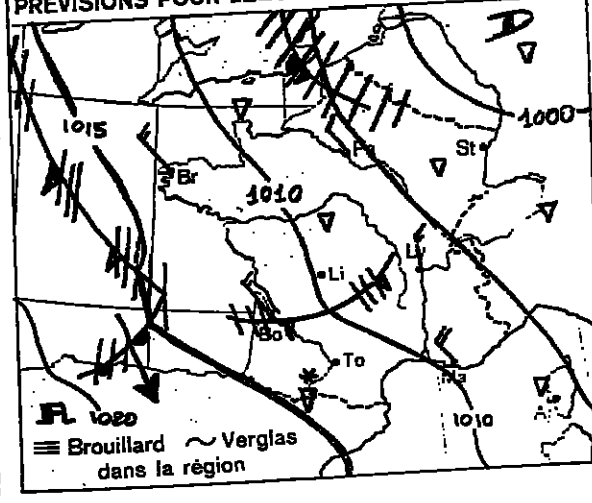 PREVISIONS POUR
D
1000
1015
Pa
St
Br
1010
Ly
Li
Bo
To
Ma
1020
1010
Brouillard Verglas
dans la région